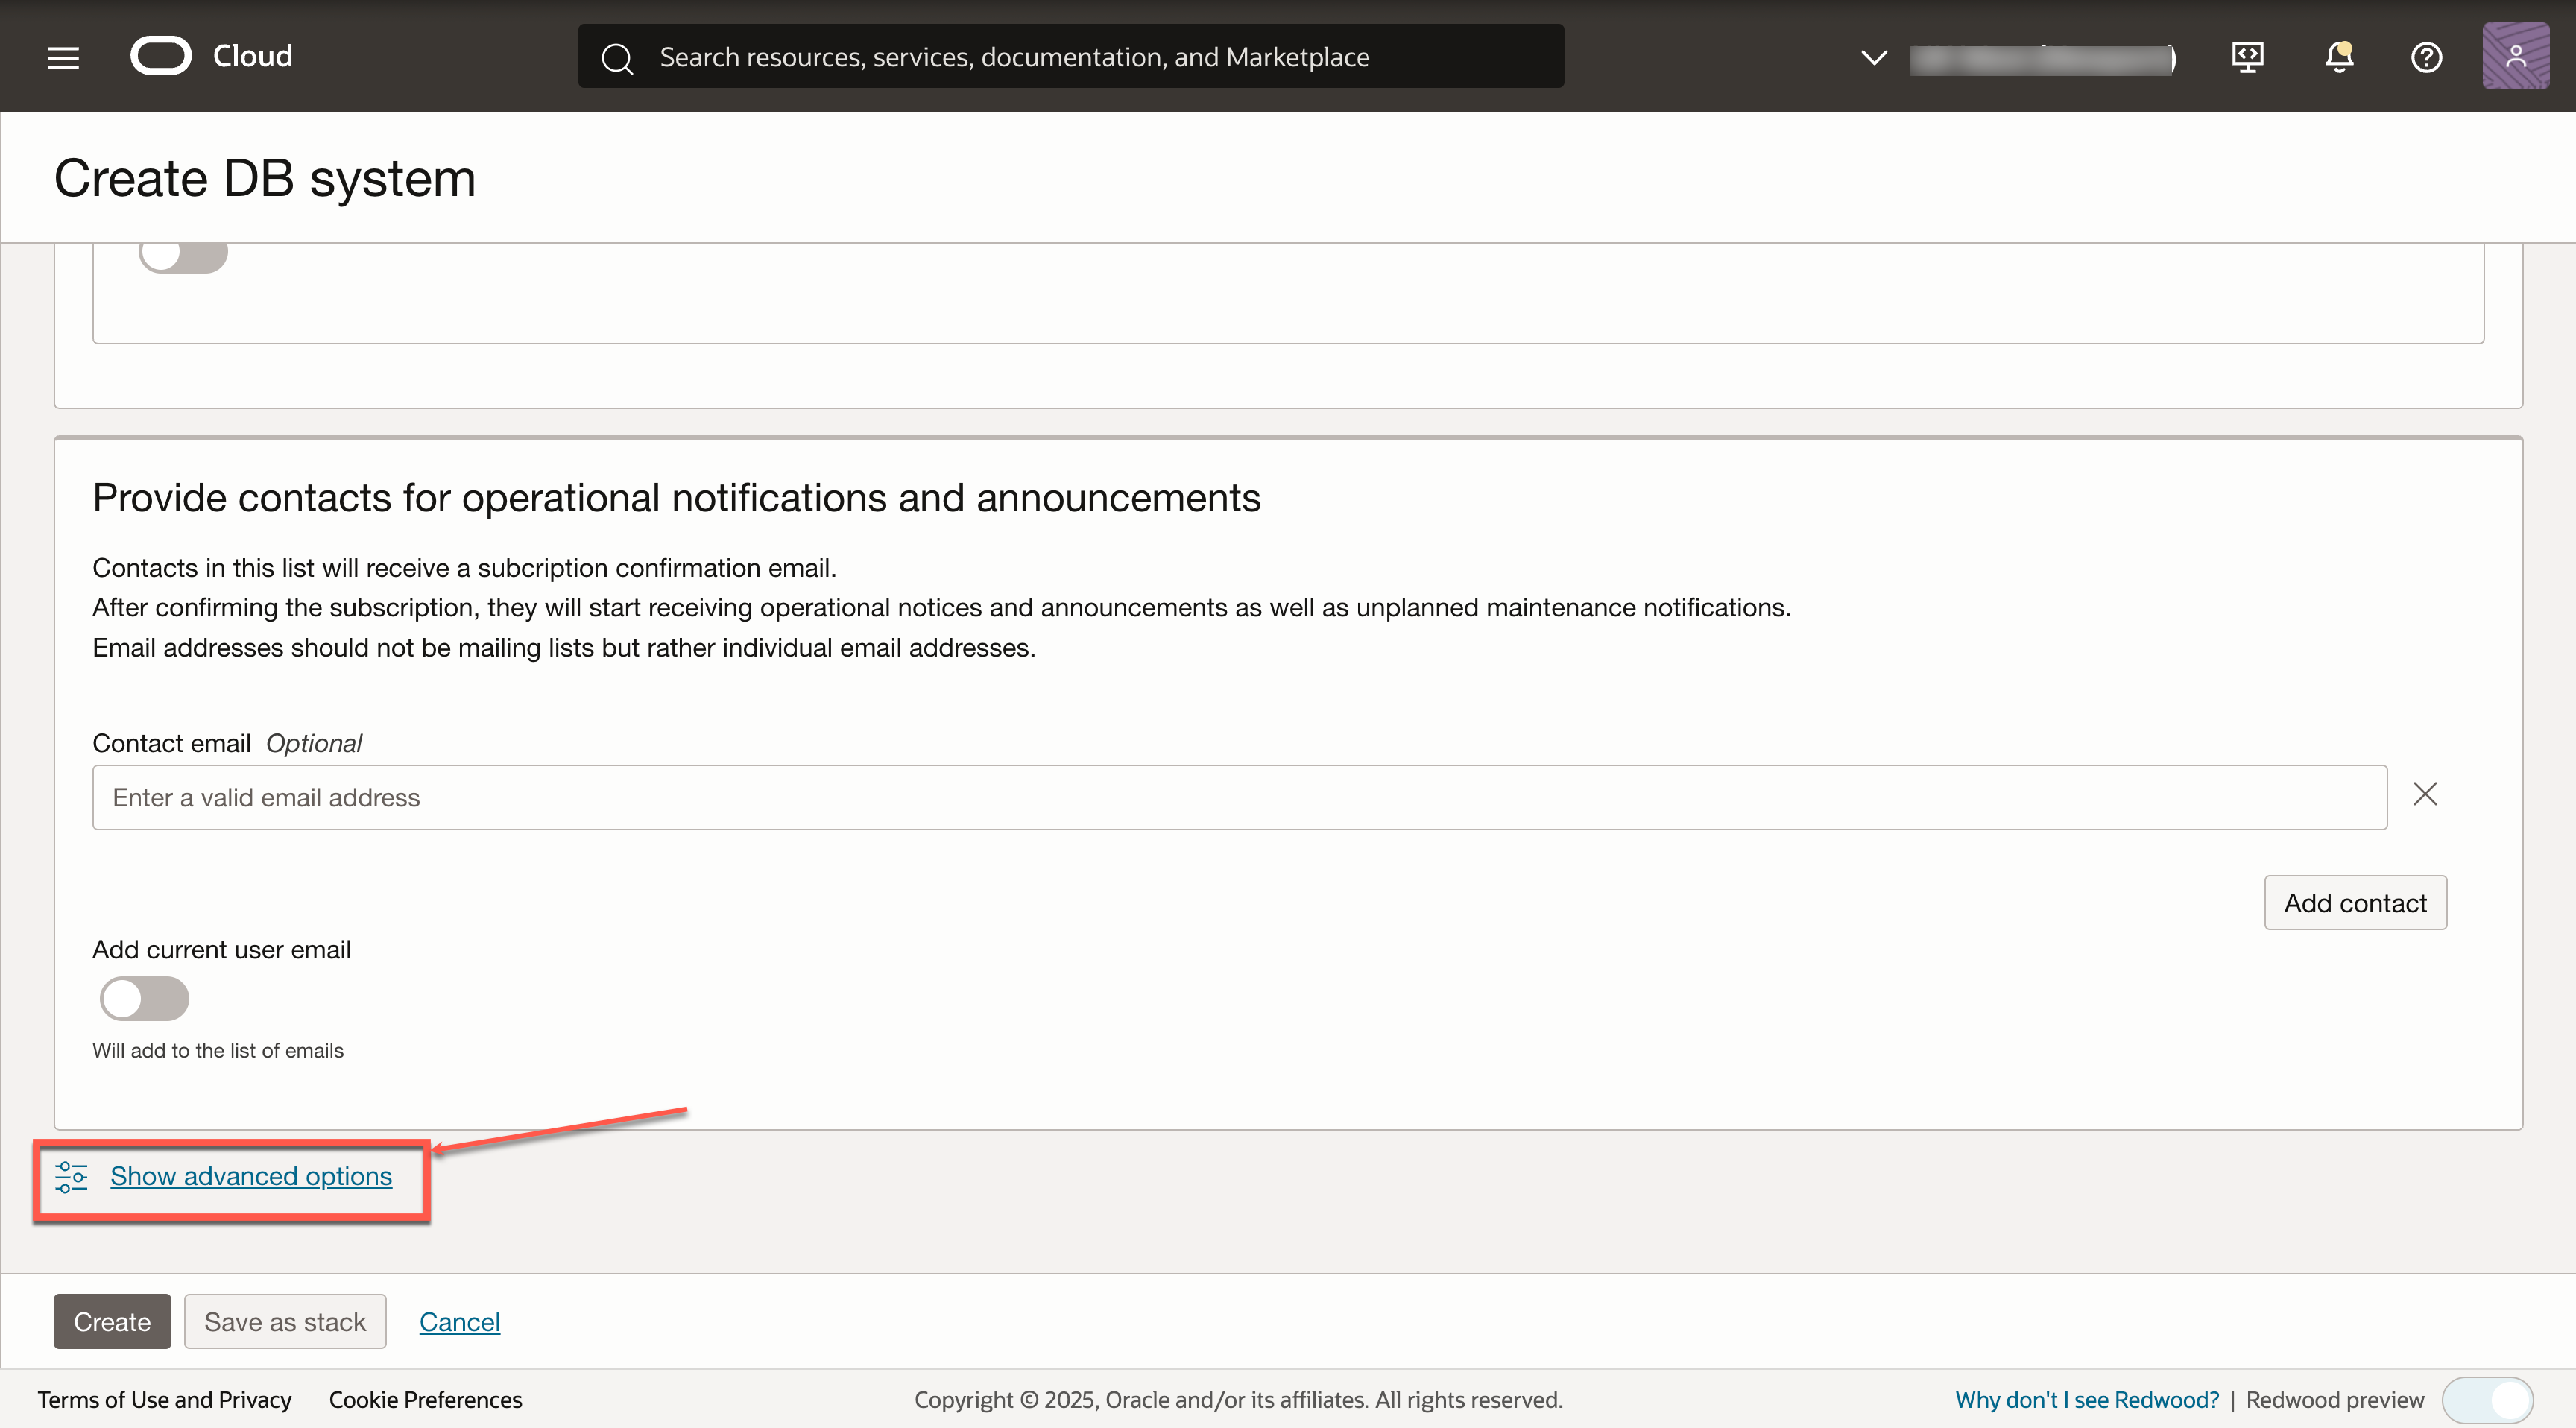 Cloud
Search resources, services, documentation, and Marketplace
Create DB system
Provide contacts for operational notifications and announcements
Contacts in this list will receive a subcription confirmation email.
After confirming the subscription, they will start receiving operational notices and announcements as well as unplanned maintenance notifications.
Email addresses should not be mailing lists but rather individual email addresses.
Contact email Optional
Enter a valid email address
Add contact
Add current user email
Will add to the list of emails
Show advanced options
Create
Save as stack
Cancel
Terms of Use and Privacy
Cookie Preferences
Copyright © 2025, Oracle and/or its affiliates. All rights reserved.
Why don't I see Redwood? | Redwood preview